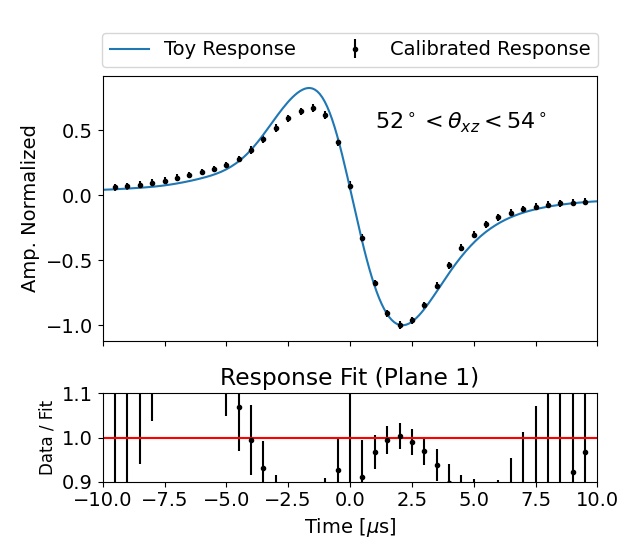 Toy Response Calibrated Response
52° < θxz < 54°
Amp. Normalized
0.5
0.0
−0.5
−1.0
Response Fit (Plane 1)
Data / Fit
1.1
1.0
0.9
−10.0 −7.5 −5.0 −2.5 0.0 2.5 5.0 7.5 10.0
Time [μs]